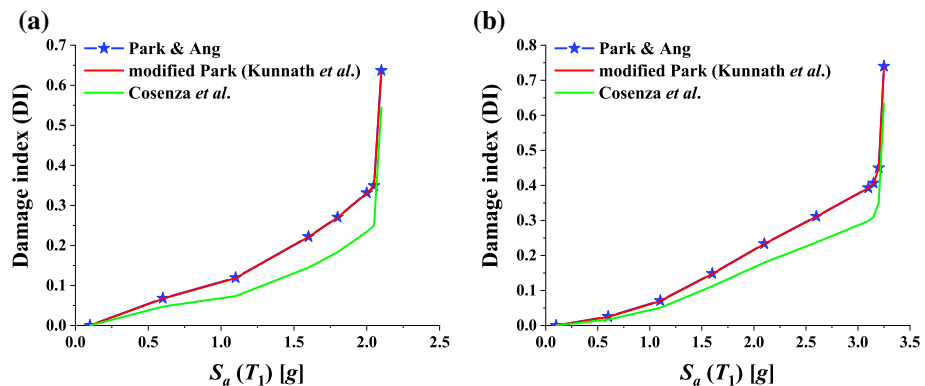 (a)
Damage index (DI)
0.7
0.6
0.5
0.4
0.3
0.2
0.1
0.0
Park & Ang
modified Park (Kunnath et al.)
Cosenza et al.
0.0 0.5 1.0 1.5 2.0 2.5
Sa (T1) [g]
(b)
Damage index (DI)
0.8
0.7
0.6
0.5
0.4
0.3
0.2
0.1
0.0
Park & Ang
modified Park (Kunnath et al.)
Cosenza et al.
0.0 0.5 1.0 1.5 2.0 2.5 3.0 3.5
Sa (T1) [g]